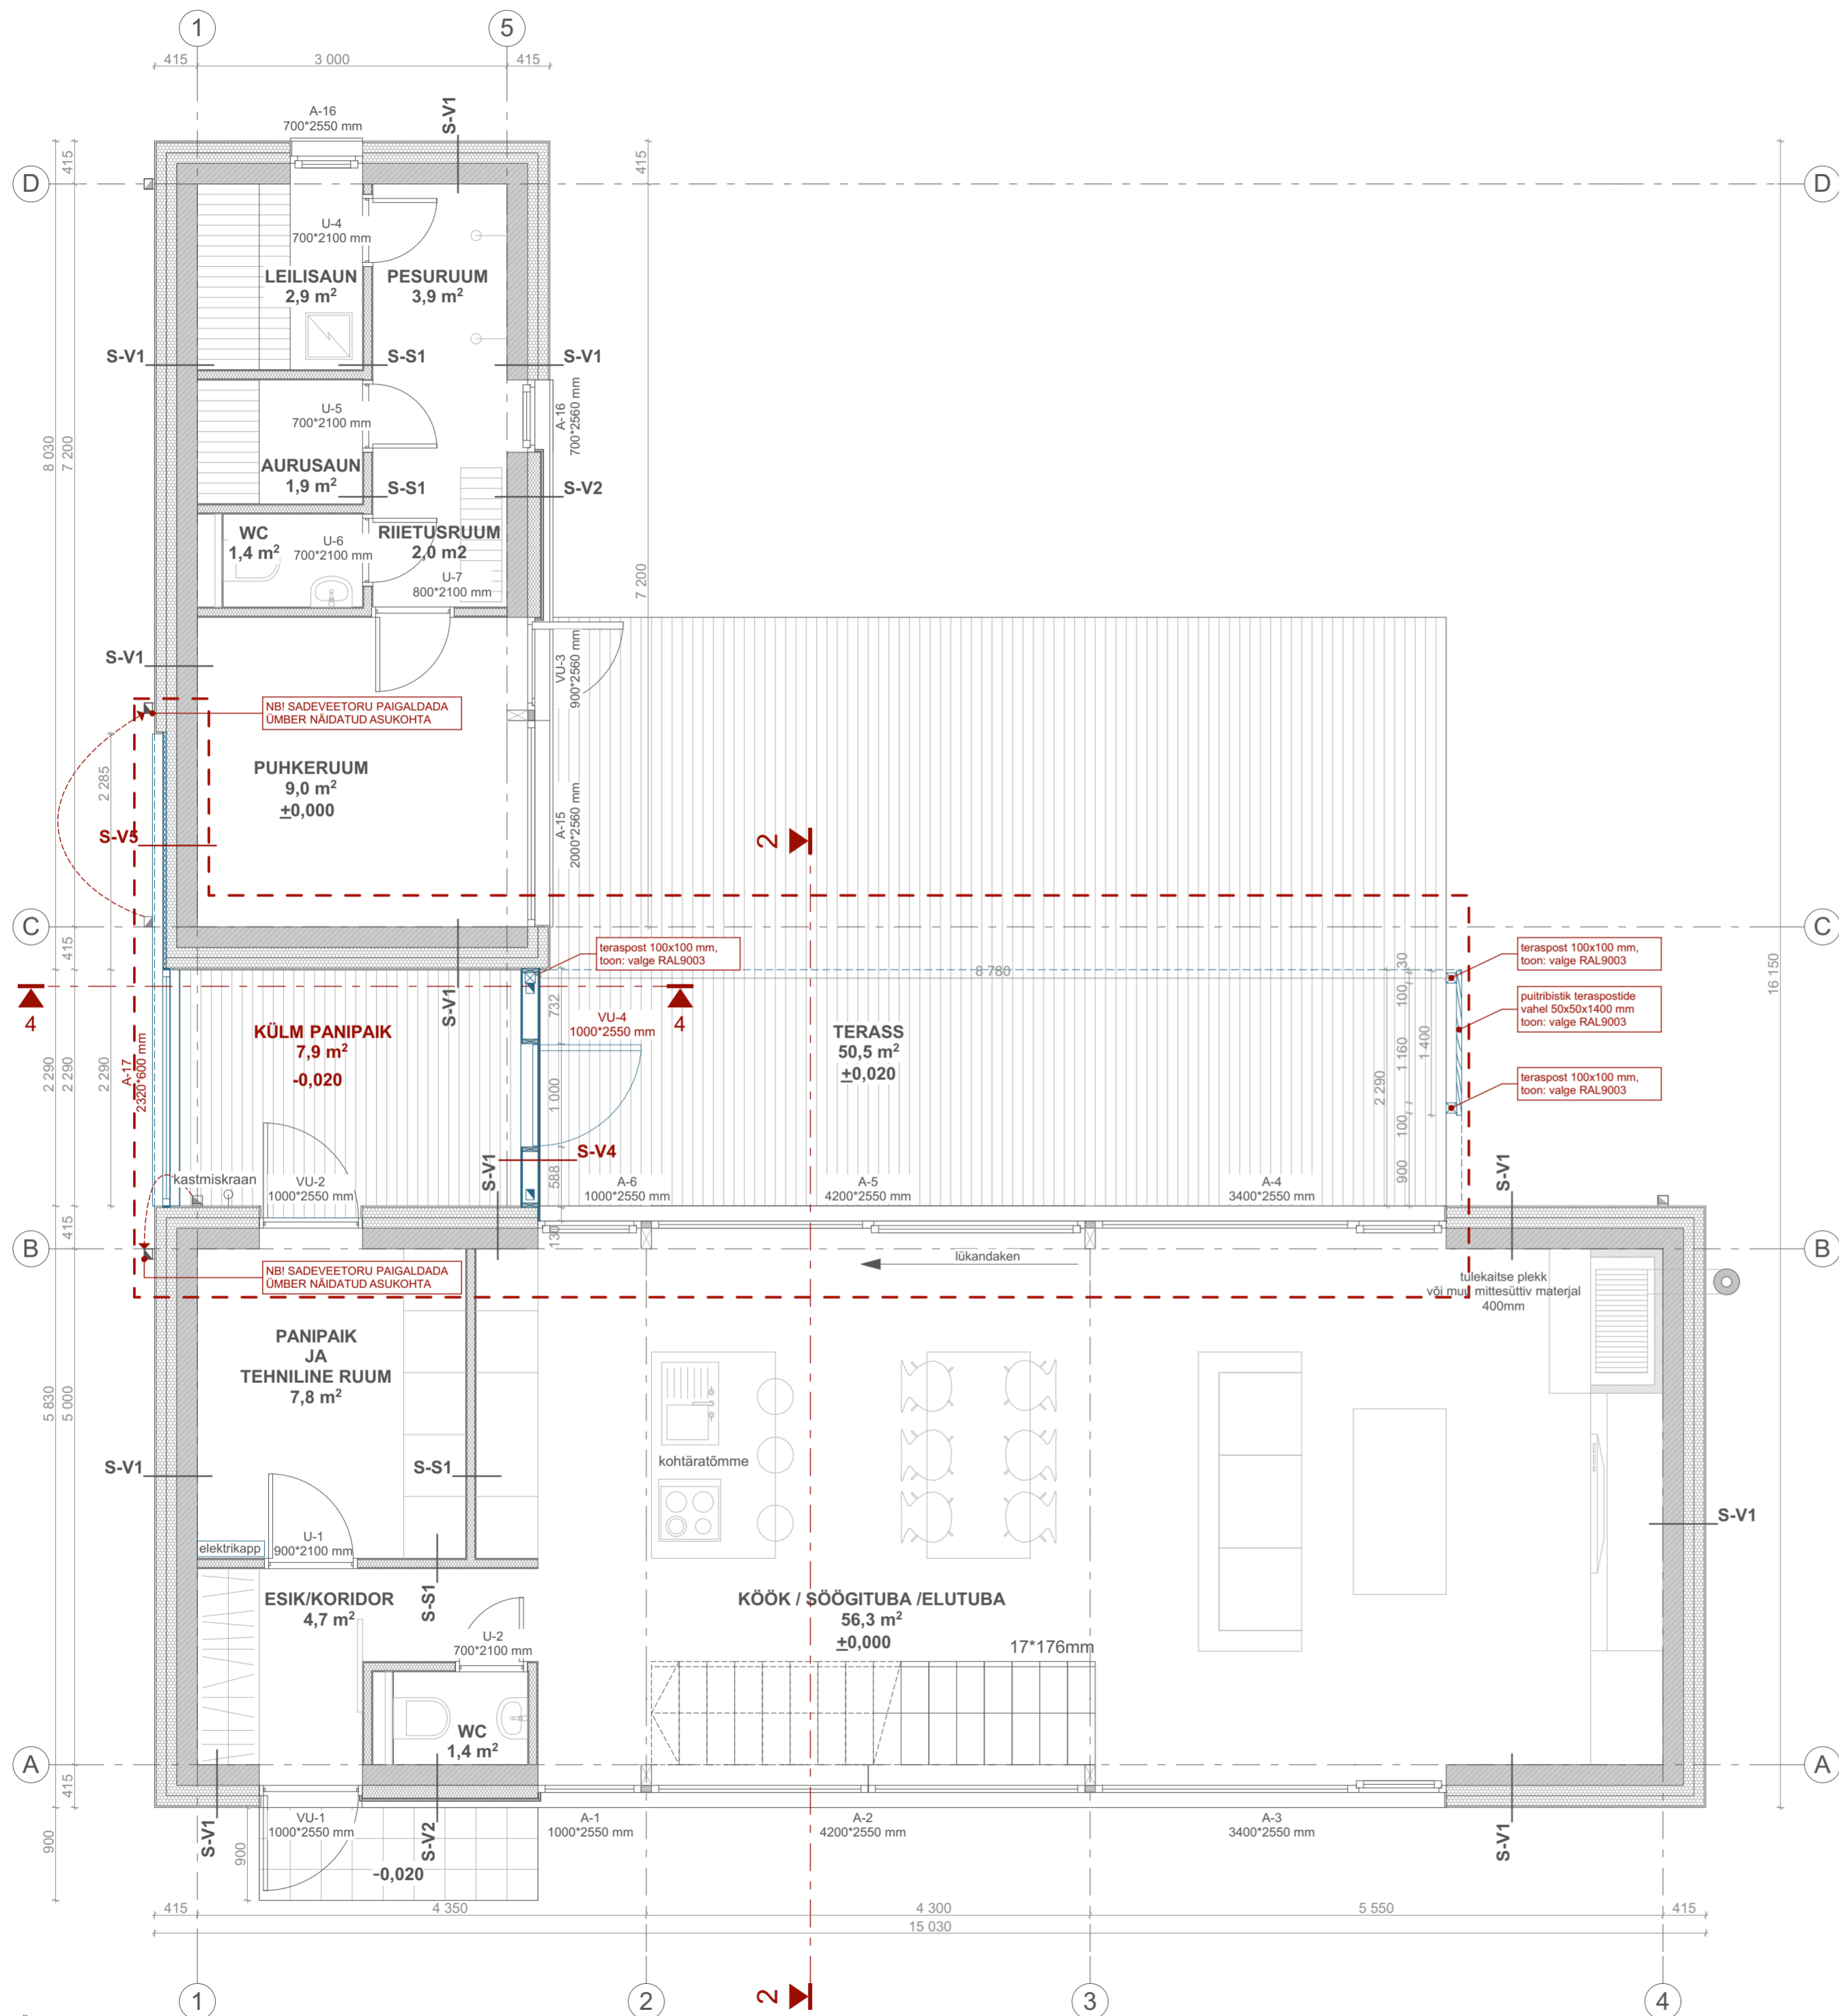 1
5
415
3 000
415
A-16
700*2550 mm
S-V1
415
415
D
D
U-4
700*2100 mm
LEILISAUN
2,9 m²
PESURUUM
3,9 m²
S-V1
S-S1
S-V1
8 030
7 200
U-5
700*2100 mm
A-16
700*2560 mm
AURUSAUN
1,9 m²
S-S1
S-V2
WC
1,4 m²
U-6
700*2100 mm
RIIETUSRUUM
2,0 m2
U-7
800*2100 mm
7 200
S-V1
VU-3
900*2560 mm
NB! SADEVEETORU PAIGALDADA
ÜMBER NÄIDATUD ASUKOHTA
2 285
PUHKERUUM
9,0 m²
±0,000
S-V5
A-15
2000*2560 mm
2
C
C
415
teraspost 100x100 mm,
toon: valge RAL9003
8 780
30
teraspost 100x100 mm,
toon: valge RAL9003
16 150
4
S-V1
732
VU-4
1000*2550 mm
4
100
puitribistik teraspostide
vahel 50x50x1400 mm
toon: valge RAL9003
KÜLM PANIPAIK
7,9 m²
-0,020
TERASS
50,5 m²
±0,020
A-17
2320*600 mm
2 290
2 290
2 290
1 000
2 290
1 160
1 400
teraspost 100x100 mm,
toon: valge RAL9003
100
S-V4
S-V1
588
900
S-V1
kastmiskraan
VU-2
1000*2550 mm
A-6
1000*2550 mm
A-5
4200*2550 mm
A-4
3400*2550 mm
415
130
B
B
lükandaken
NB! SADEVEETORU PAIGALDADA
ÜMBER NÄIDATUD ASUKOHTA
tulekaitse plekk
või muu mittesüttiv materjal
400mm
PANIPAIK
JA
TEHNILINE RUUM
7,8 m²
5 830
5 000
kohtäratõmme
S-V1
S-S1
S-V1
elektrikapp
U-1
900*2100 mm
ESIK/KORIDOR
4,7 m²
S-S1
KÖÖK / SÖÖGITUBA /ELUTUBA
56,3 m²
±0,000
U-2
700*2100 mm
17*176mm
WC
1,4 m²
A
A
415
VU-1
1000*2550 mm
A-1
1000*2550 mm
A-2
4200*2550 mm
A-3
3400*2550 mm
S-V1
S-V2
S-V1
900
900
-0,020
415
4 350
4 300
5 550
415
15 030
1
2
2
3
4